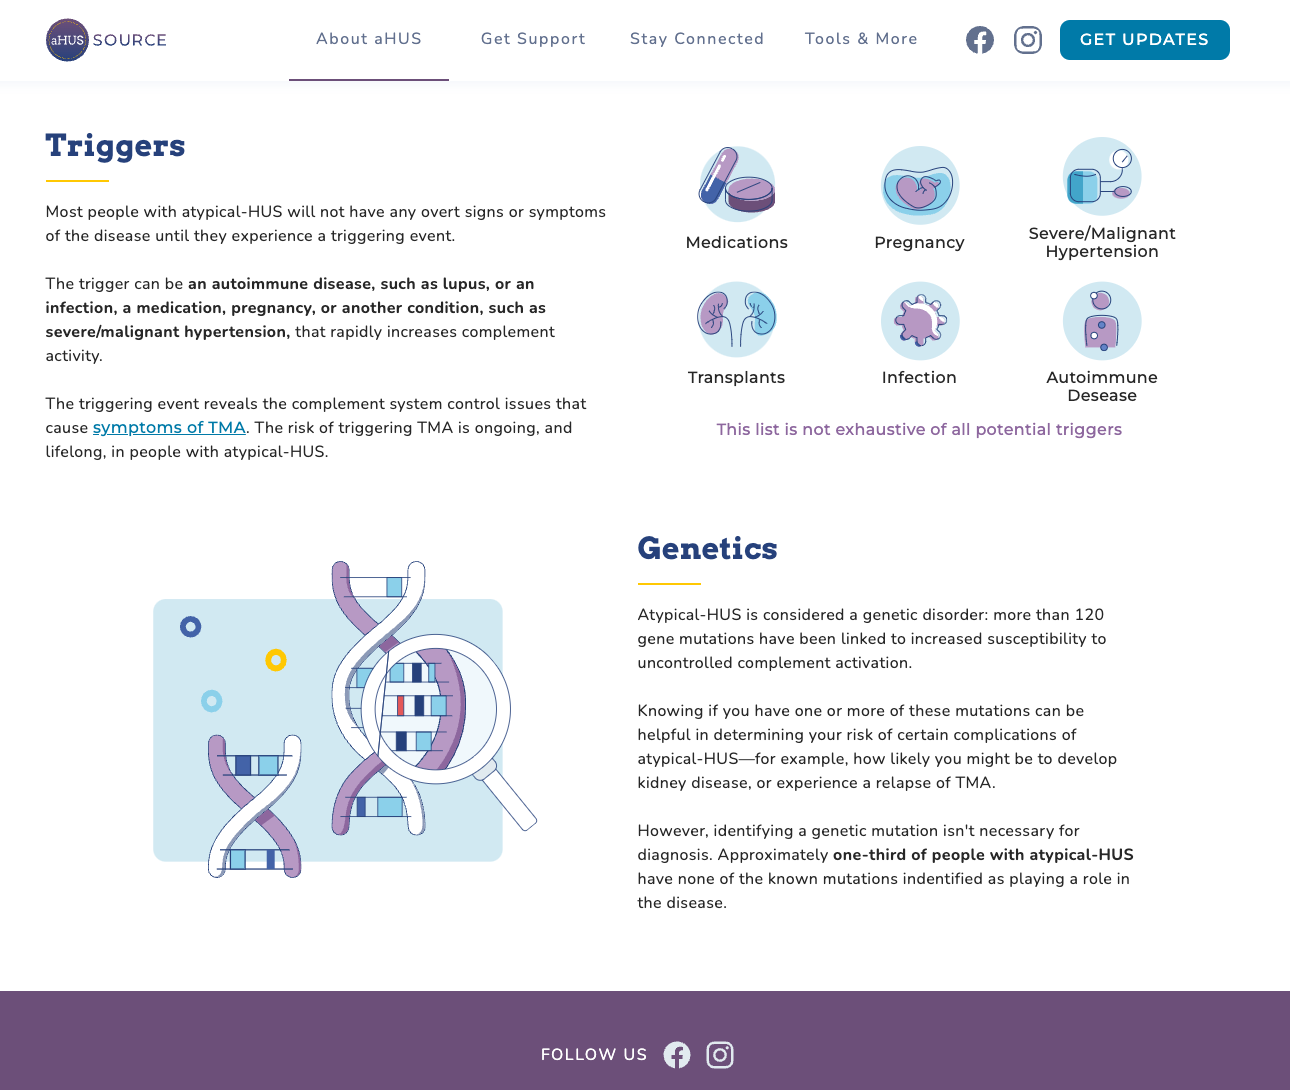 aHUS SOURCE
About aHUS
Get Support
Stay Connected
Tools & More
GET UPDATES
Triggers
Most people with atypical-HUS will not have any overt signs or symptoms
of the disease until they experience a triggering event.
The trigger can be an autoimmune disease, such as lupus, or an
infection, a medication, pregnancy, or another condition, such as
severe/malignant hypertension, that rapidly increases complement
activity.
The triggering event reveals the complement system control issues that
cause symptoms of TMA. The risk of triggering TMA is ongoing, and
lifelong, in people with atypical-HUS.
Medications
Pregnancy
Severe/Malignant
Hypertension
Transplants
Infection
Autoimmune
Desease
This list is not exhaustive of all potential triggers
Genetics
Atypical-HUS is considered a genetic disorder: more than 120
gene mutations have been linked to increased susceptibility to
uncontrolled complement activation.
Knowing if you have one or more of these mutations can be
helpful in determining your risk of certain complications of
atypical-HUS—for example, how likely you might be to develop
kidney disease, or experience a relapse of TMA.
However, identifying a genetic mutation isn't necessary for
diagnosis. Approximately one-third of people with atypical-HUS
have none of the known mutations indentified as playing a role in
the disease.
FOLLOW US